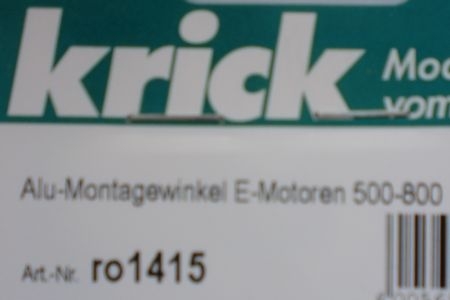 krick
Mod
vom
Alu-Montagewinkel E-Motoren 500-800
Art.-Nr. ro1415